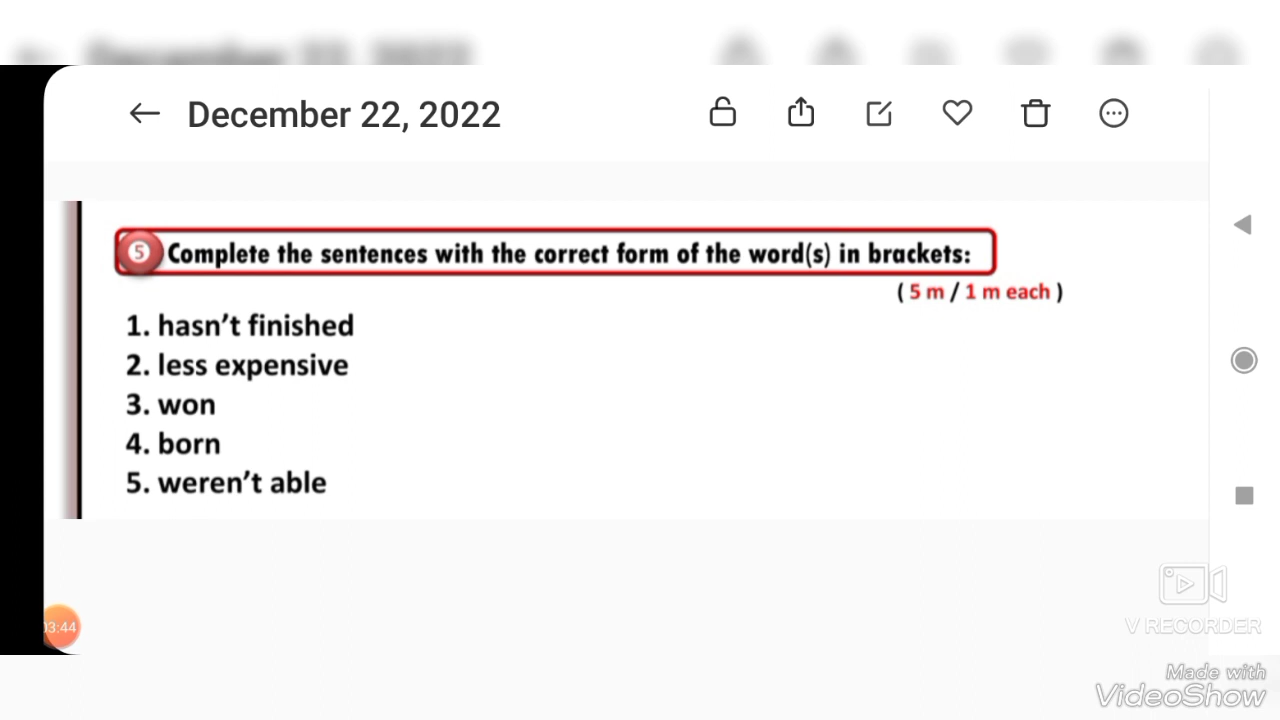 December 22, 2022
5 Complete the sentences with the correct form of the word(s) in brackets:
( 5 m / 1 m each )
1. hasn’t finished
2. less expensive
3. won
4. born
5. weren’t able
03:44
V RECORDER
Made with
VideoShow